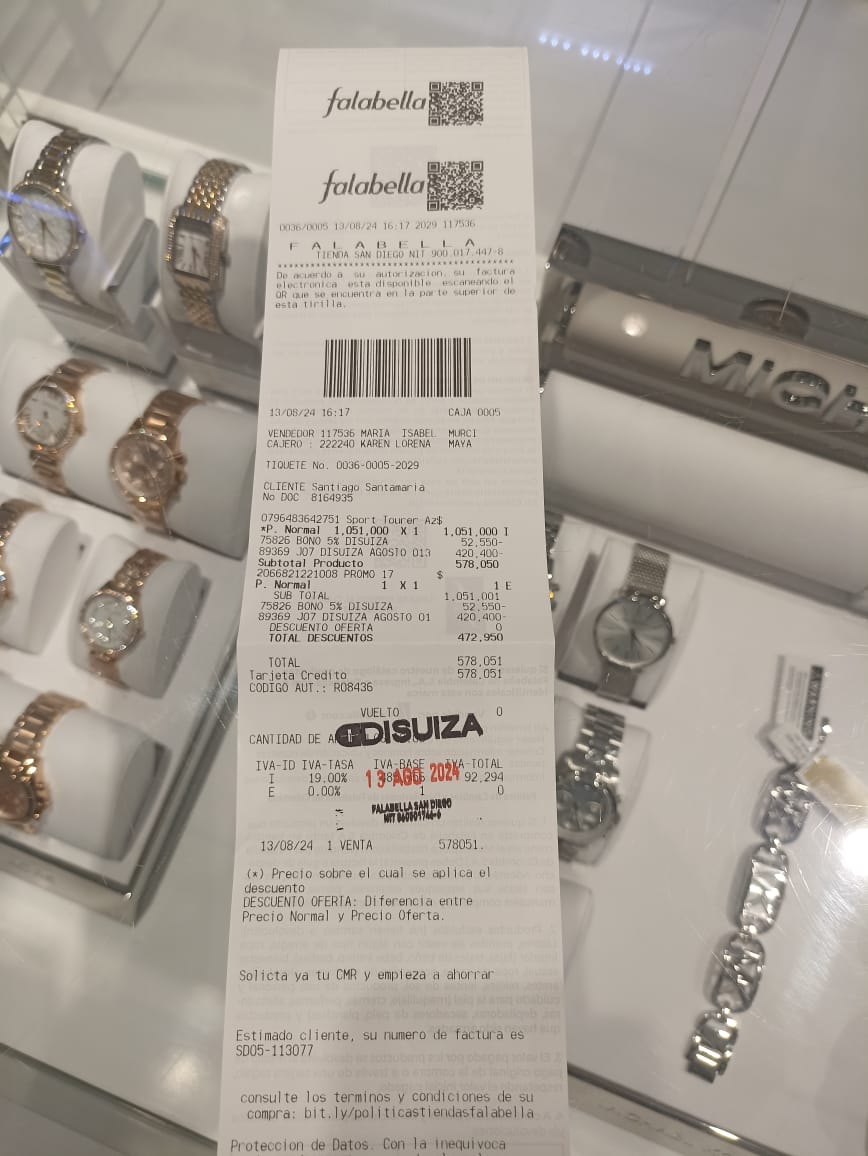 falabella
falabella
0036/0005 13/08/24 16:17 2029 117536
F A L A B E L L A
TIENDA SAN DIEGO NIT 900.017.447-8
De acuerdo a su autorizacion, su factura
electronica esta disponible escaneando el
QR que se encuentra en la parte superior de
esta tirilla.
13/08/24 16:17 CAJA 0005
VENDEDOR 117536 MARIA ISABEL MURCI
CAJERO : 222240 KAREN LORENA MAYA
TIQUETE No. 0036-0005-2029
CLIENTE Santiago Santamaria
No DOC 8164935
0796483642751 Sport Tourer Az$
*P. Normal 1,051,000 X 1 1,051,000 I
75826 BONO 5% DISUIZA 52,550-
89369 J07 DISUIZA AGOSTO 013 420,400-
Subtotal Producto 578,050
2066821221008 PROMO 17 $
P. Normal 1 X 1 1 E
SUB TOTAL 1,051,001
75826 BONO 5% DISUIZA 52,550-
89369 J07 DISUIZA AGOSTO 01 420,400-
DESCUENTO OFERTA 0
TOTAL DESCUENTOS 472,950
TOTAL 578,051
Tarjeta Credito 578,051
CODIGO AUT.: R08436
VUELTO 0
CANTIDAD DE
DISUIZA
IVA-ID IVA-TASA IVA-BASE IVA-TOTAL
I 19.00% 92,294
13 AGO 2024
E 0.00% 1 0
FALABELLA SAN DIEGO
13/08/24 1 VENTA 578051.
(*) Precio sobre el cual se aplica el
descuento
DESCUENTO OFERTA: Diferencia entre
Precio Normal y Precio Oferta.
Solicta ya tu CMR y empieza a ahorrar
Estimado cliente, su numero de factura es
SD05-113077
consulte los terminos y condiciones de su
compra: bit.ly/politicastiendasfalabella
Proteccion de Datos. Con la inequivoca
MICH